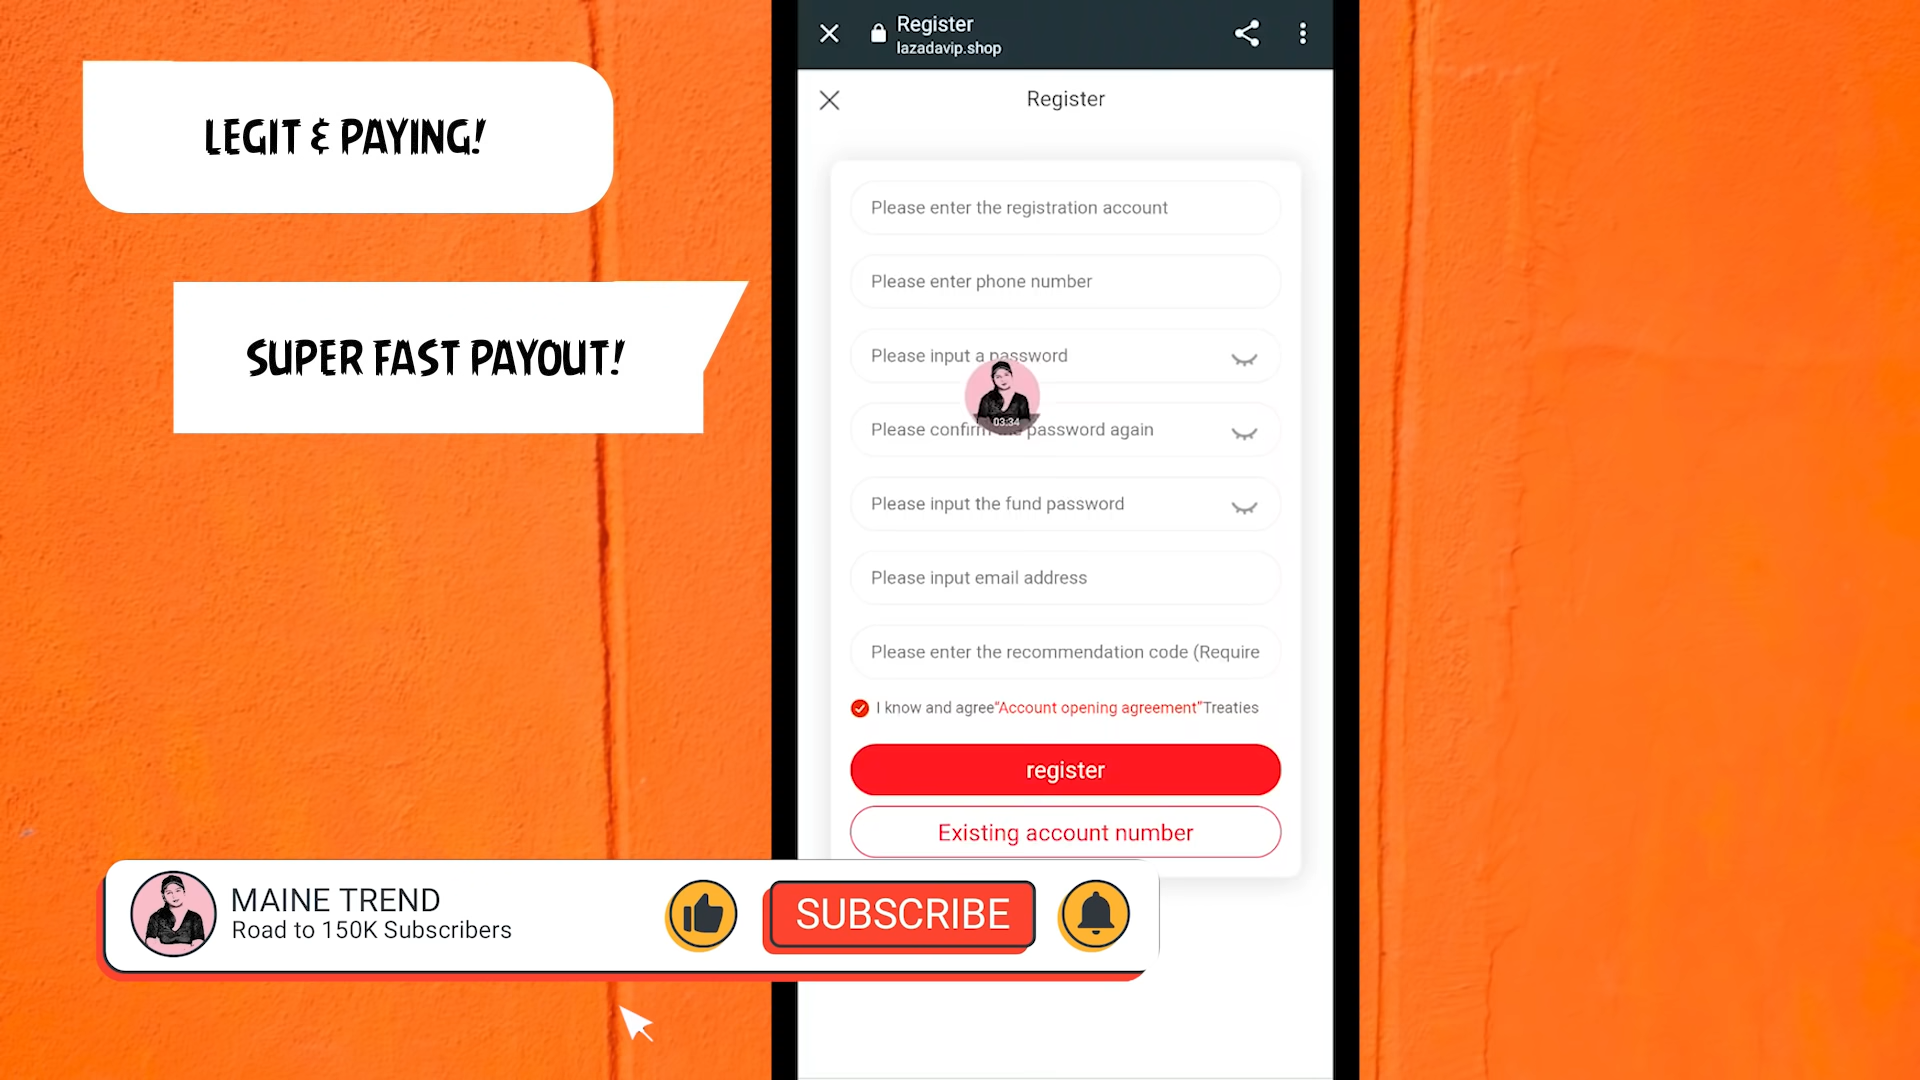 Register
lazadavip.shop
LEGIT & PAYING!
SUPER FAST PAYOUT!
Register
Please enter the registration account
Please enter phone number
Please input a password
03:34
Please confirm password again
Please input the fund password
Please input email address
Please enter the recommendation code (Require
I know and agree"Account opening agreement"Treaties
register
Existing account number
MAINE TREND
Road to 150K Subscribers
SUBSCRIBE